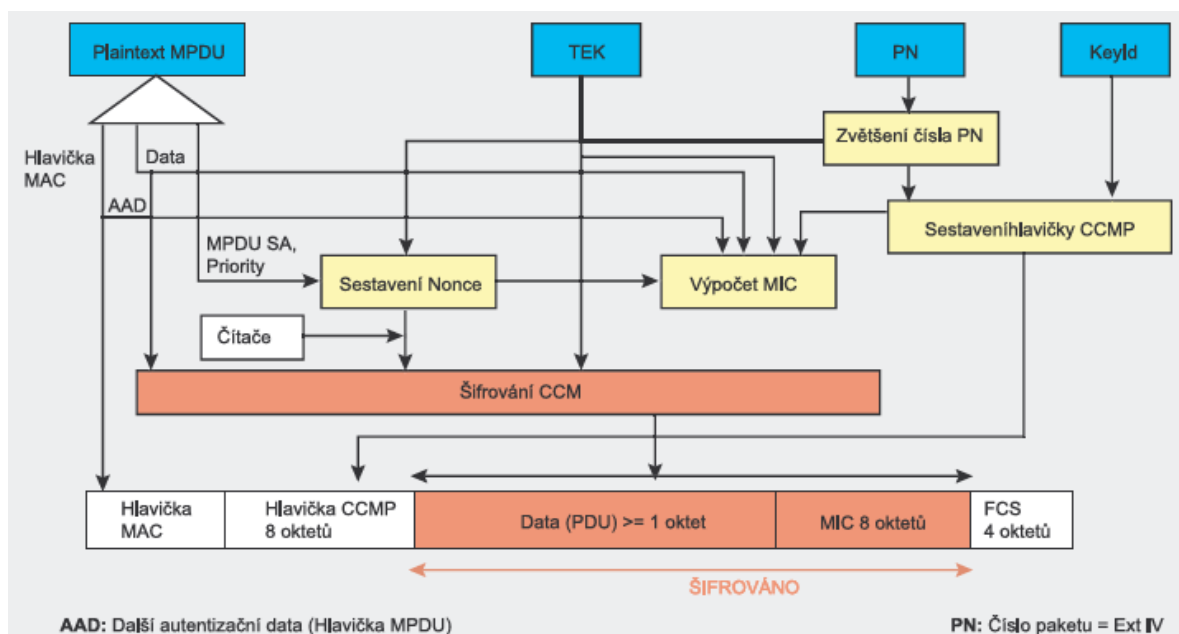 Plaintext MPDU
TEK
PN
KeyId
Zvětšení čísla PN
Hlavička
MAC
Data
AAD
Sestaveníhlavičky CCMP
MPDU SA,
Priority
Sestavení Nonce
Výpočet MIC
Čítače
Šifrování CCM
Hlavička
MAC
Hlavička CCMP
8 oktetů
Data (PDU) >= 1 oktet
MIC 8 oktetů
FCS
4 oktetů
ŠIFROVÁNO
AAD: Další autentizační data (Hlavička MPDU)
PN: Číslo paketu = Ext IV